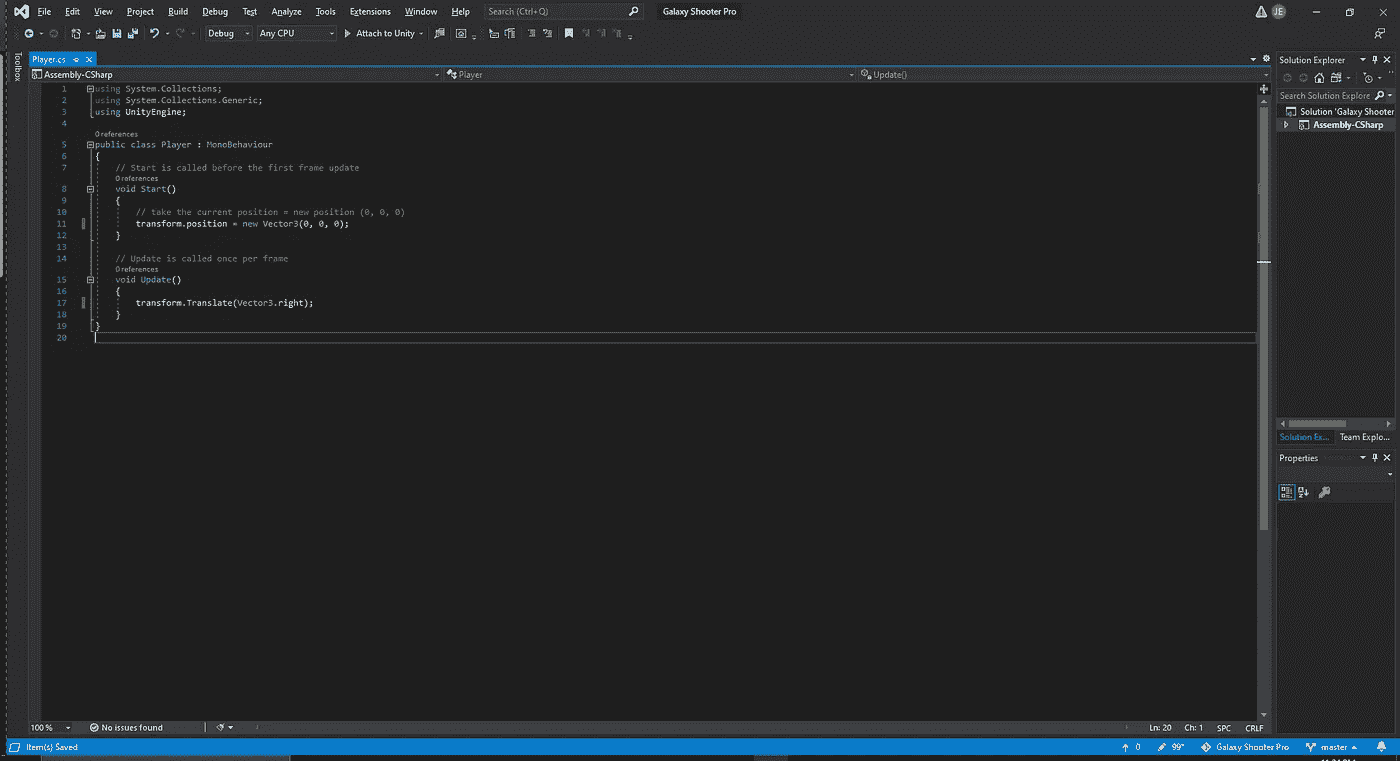 File Edit View Project Build Debug Test Analyze Tools Extensions Window Help Search (Ctrl+Q) Galaxy Shooter Pro JE
Debug Any CPU Attach to Unity
Toolbox
Player.cs
Assembly-CSharp Player Update()
1 using System.Collections;
2 using System.Collections.Generic;
3 using UnityEngine;
4
0 references
5 public class Player : MonoBehaviour
6 {
7 // Start is called before the first frame update
0 references
8 void Start()
9 {
10 // take the current position = new position (0, 0, 0)
11 transform.position = new Vector3(0, 0, 0);
12 }
13
14 // Update is called once per frame
0 references
15 void Update()
16 {
17 transform.Translate(Vector3.right);
18 }
19 }
20
Solution Explorer
Search Solution Explore
Solution 'Galaxy Shooter
Assembly-CSharp
Solution Ex... Team Explo...
Properties
100 % No issues found Ln: 20 Ch: 1 SPC CRLF
Item(s) Saved 0 99* Galaxy Shooter Pro master